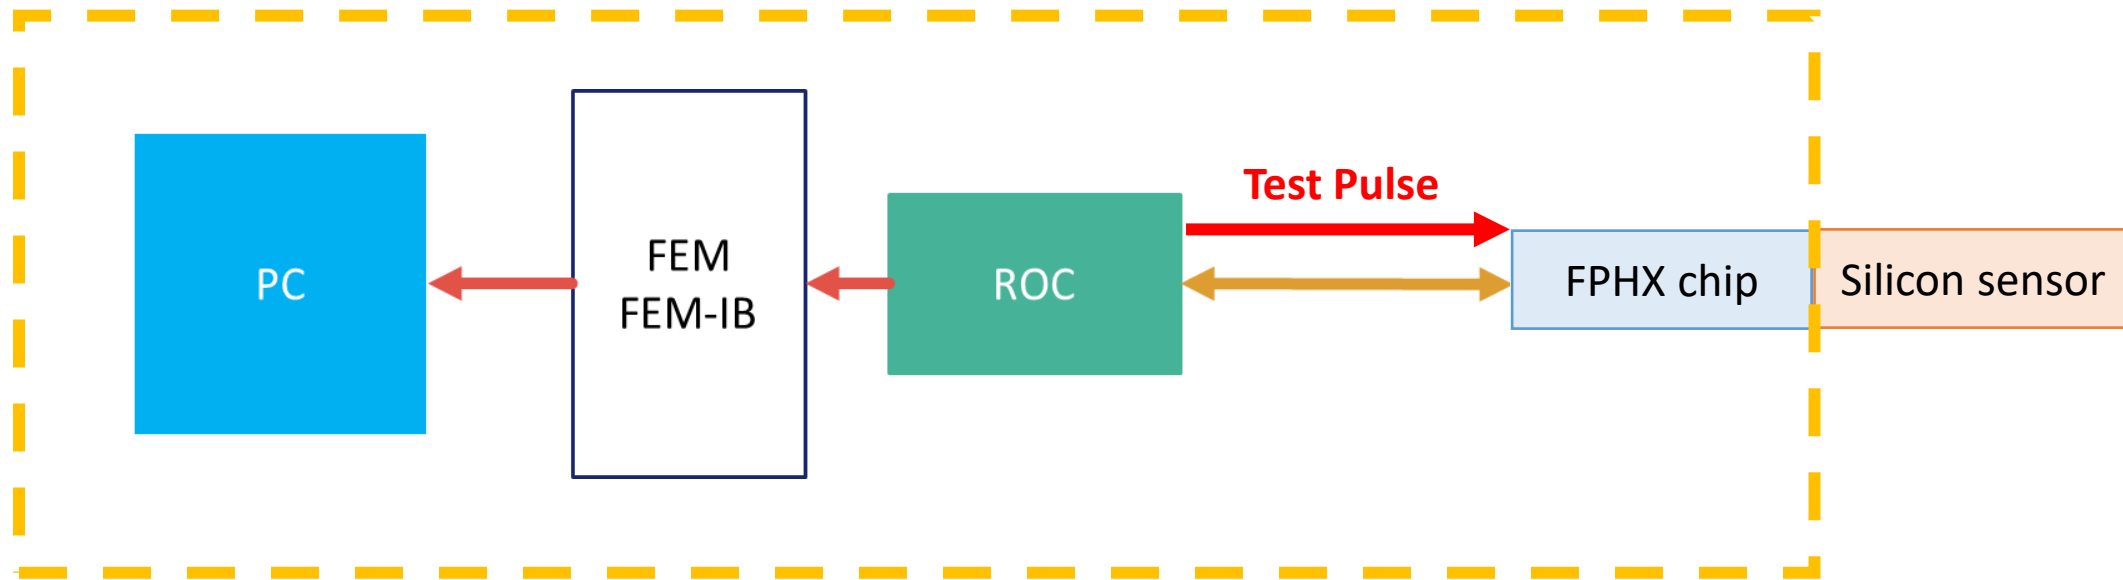 PC
FEM
FEM-IB
ROC
Test Pulse
FPHX chip
Silicon sensor